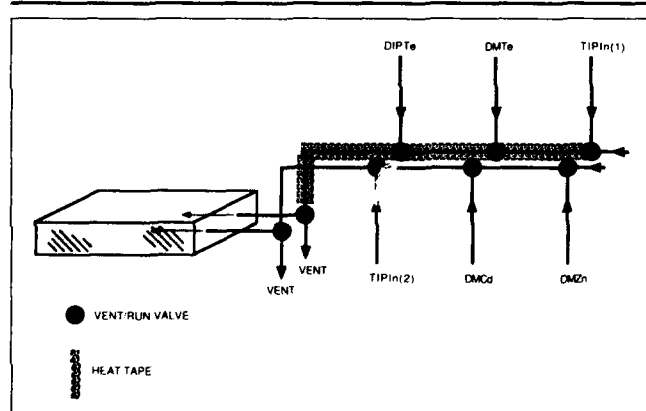 DIPTe DMTe TIPIn(1)
VENT
VENT
TIPIn(2) DMCd DMZn
VENT/RUN VALVE
HEAT TAPE